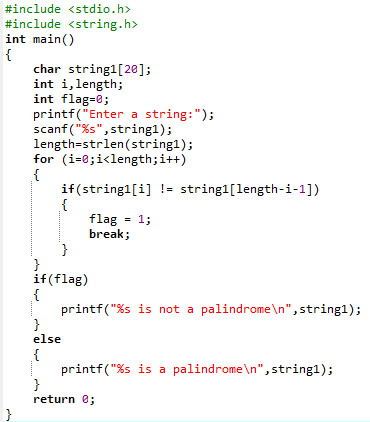 #include <stdio.h>
#include <string.h>
int main()
{
    char string1[20];
    int i,length;
    int flag=0;
    printf("Enter a string:");
    scanf("%s",string1);
    length=strlen(string1);
    for (i=0;i<length;i++)
    {
        if(string1[i] != string1[length-i-1])
        {
            flag = 1;
            break;
        }
    }
    if(flag)
    {
        printf("%s is not a palindrome\n",string1);
    }
    else
    {
        printf("%s is a palindrome\n",string1);
    }
    return 0;
}